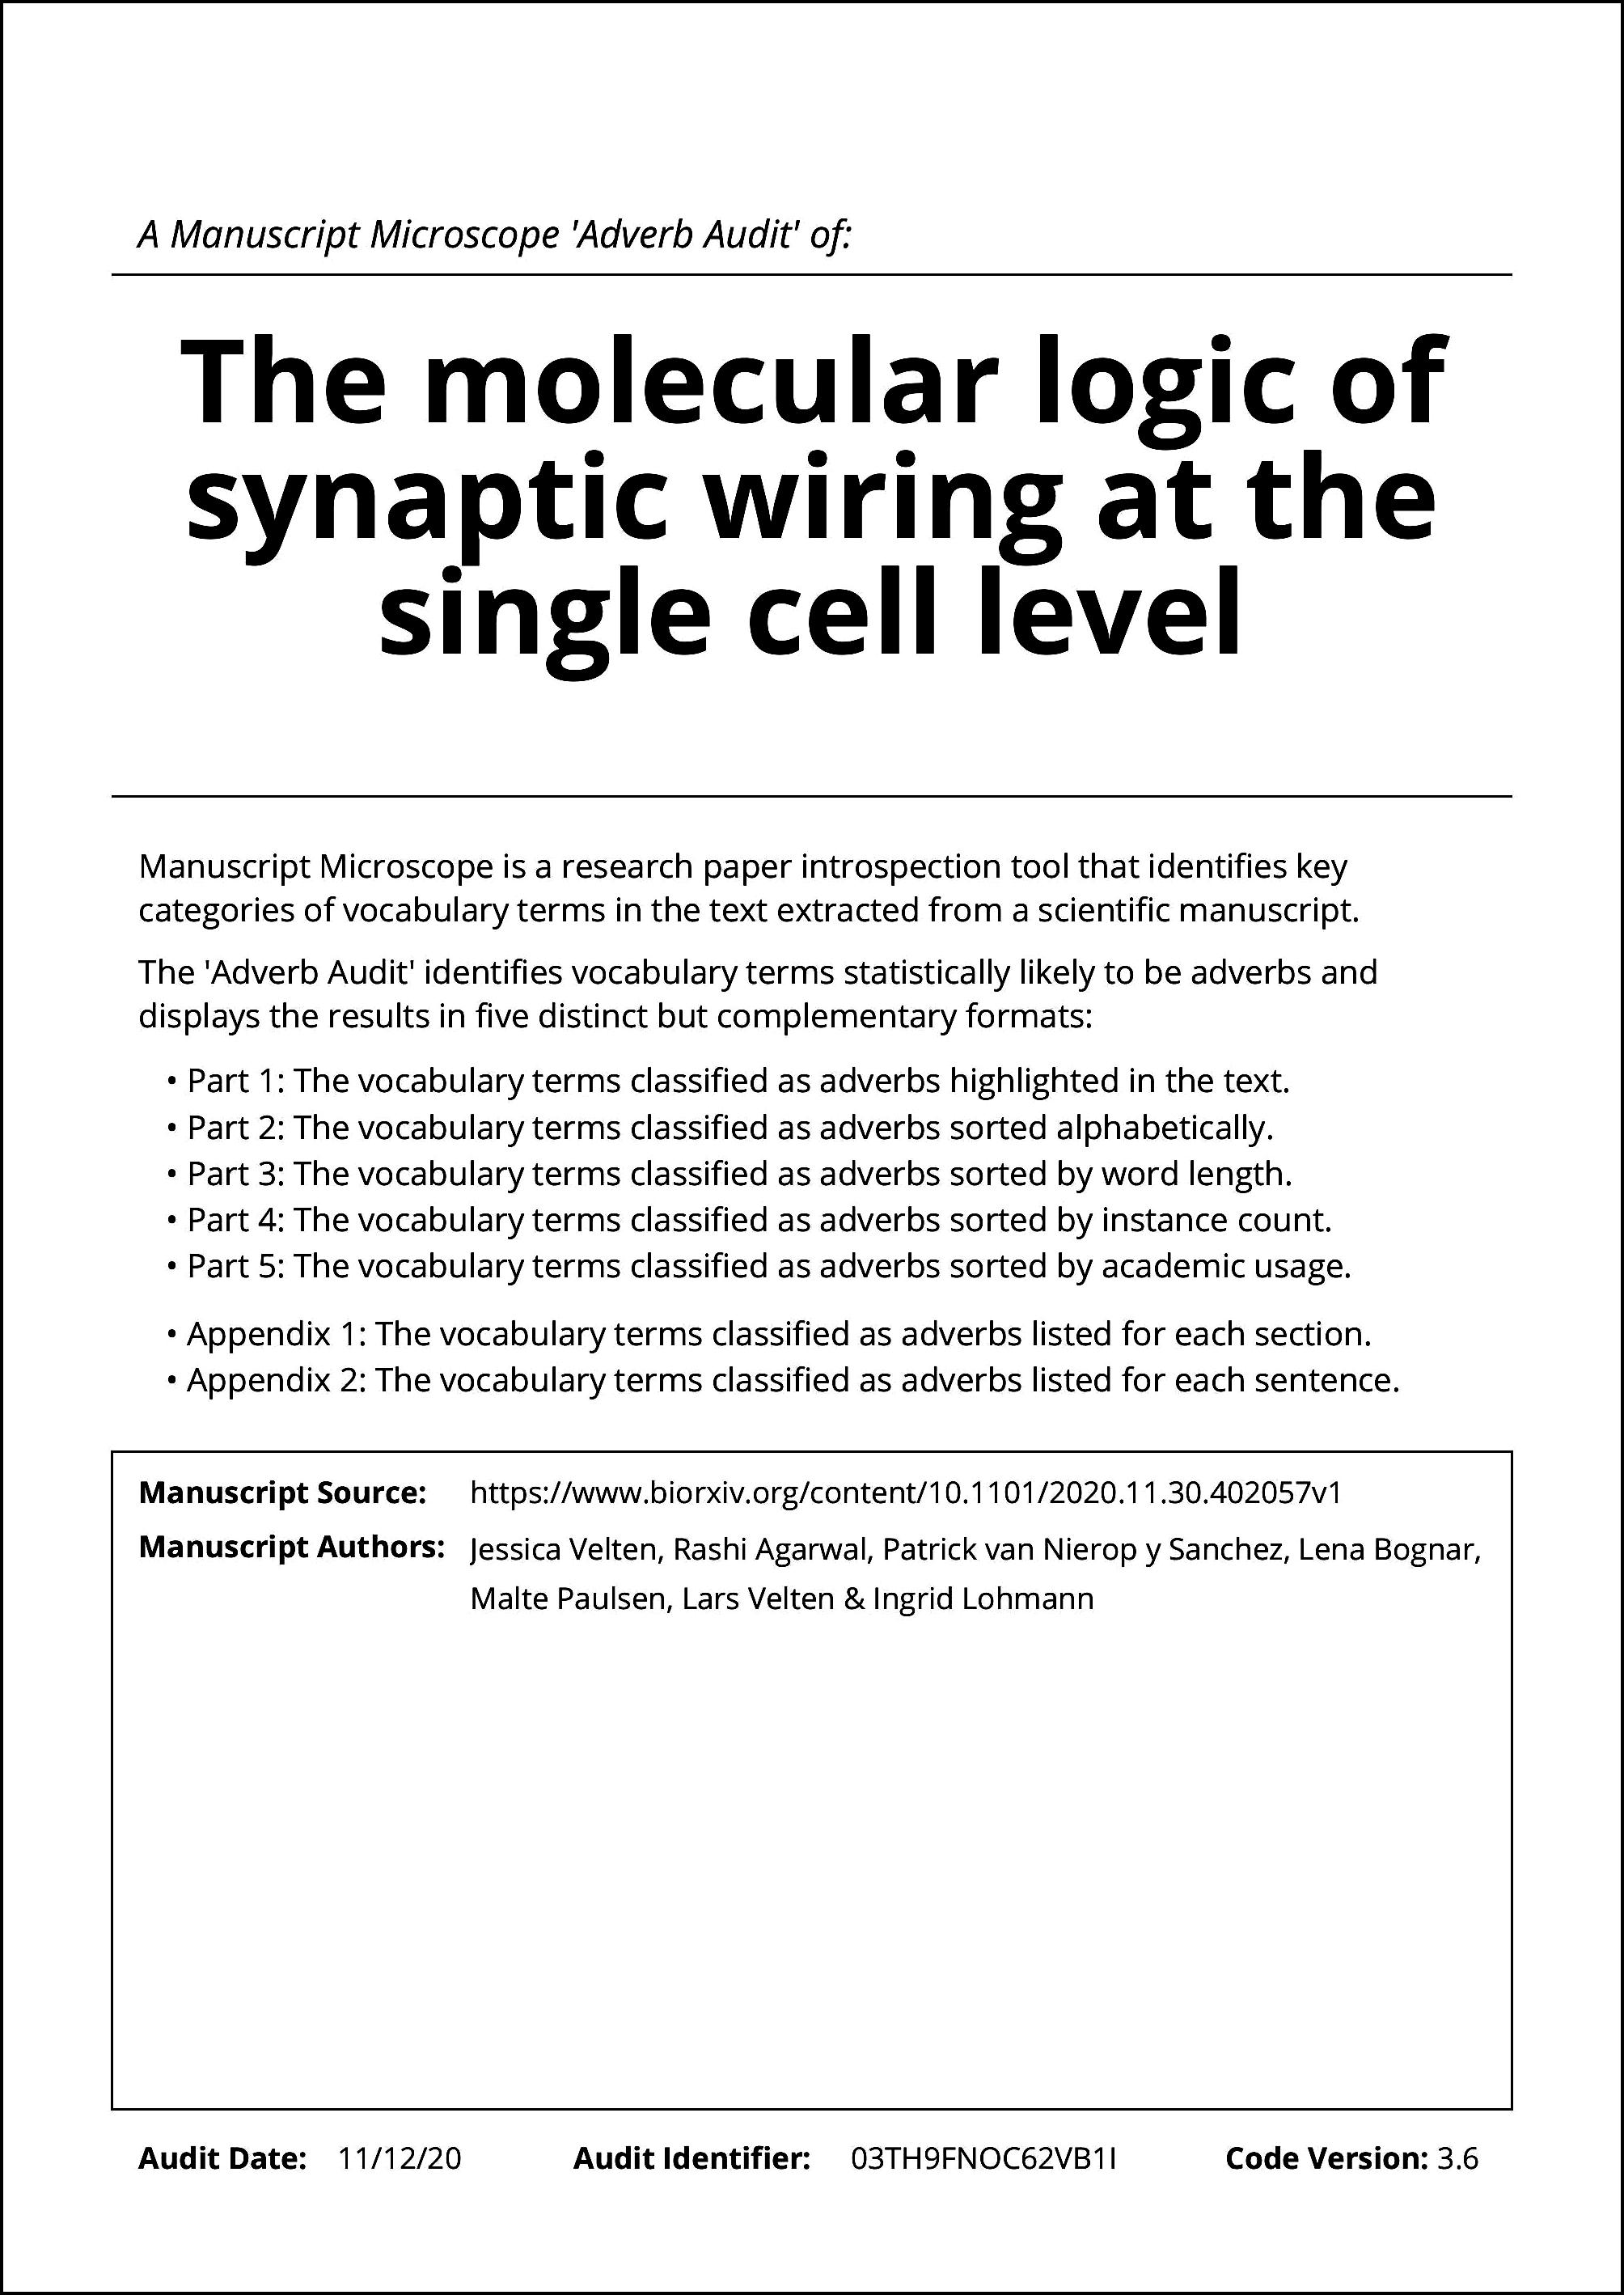 A Manuscript Microscope 'Adverb Audit' of:
The molecular logic of
synaptic wiring at the
single cell level
Manuscript Microscope is a research paper introspection tool that identifies key
categories of vocabulary terms in the text extracted from a scientific manuscript.
The 'Adverb Audit' identifies vocabulary terms statistically likely to be adverbs and
displays the results in five distinct but complementary formats:
• Part 1: The vocabulary terms classified as adverbs highlighted in the text.
• Part 2: The vocabulary terms classified as adverbs sorted alphabetically.
• Part 3: The vocabulary terms classified as adverbs sorted by word length.
• Part 4: The vocabulary terms classified as adverbs sorted by instance count.
• Part 5: The vocabulary terms classified as adverbs sorted by academic usage.
• Appendix 1: The vocabulary terms classified as adverbs listed for each section.
• Appendix 2: The vocabulary terms classified as adverbs listed for each sentence.
Manuscript Source: https://www.biorxiv.org/content/10.1101/2020.11.30.402057v1
Manuscript Authors: Jessica Velten, Rashi Agarwal, Patrick van Nierop y Sanchez, Lena Bognar,
Malte Paulsen, Lars Velten & Ingrid Lohmann
Audit Date: 11/12/20 Audit Identifier: 03TH9FNOC62VB1I Code Version: 3.6